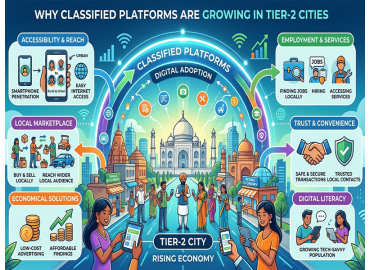 WHY CLASSIFIED PLATFORMS ARE GROWING IN TIER-2 CITIES
ACCESSIBILITY & REACH
URBAN
SMARTPHONE
PENETRATION
EASY
INTERNET
ACCESS
LOCAL MARKETPLACE
BUY & SELL
LOCALLY
REACH WIDER
LOCAL AUDIENCE
ECONOMICAL SOLUTIONS
LOW-COST
ADVERTISING
AFFORDABLE
FINDINGS
CLASSIFIED PLATFORMS
DIGITAL ADOPTION
TIER-2 CITY
RISING ECONOMY
EMPLOYMENT & SERVICES
JOBS
FINDING JOBS
LOCALLY
HIRING
ACCESSING
SERVICES
TRUST & CONVENIENCE
SAFE & SECURE
TRANSACTIONS
TRUSTED
LOCAL CONTACTS
DIGITAL LITERACY
GROWING TECH-SAVVY
POPULATION